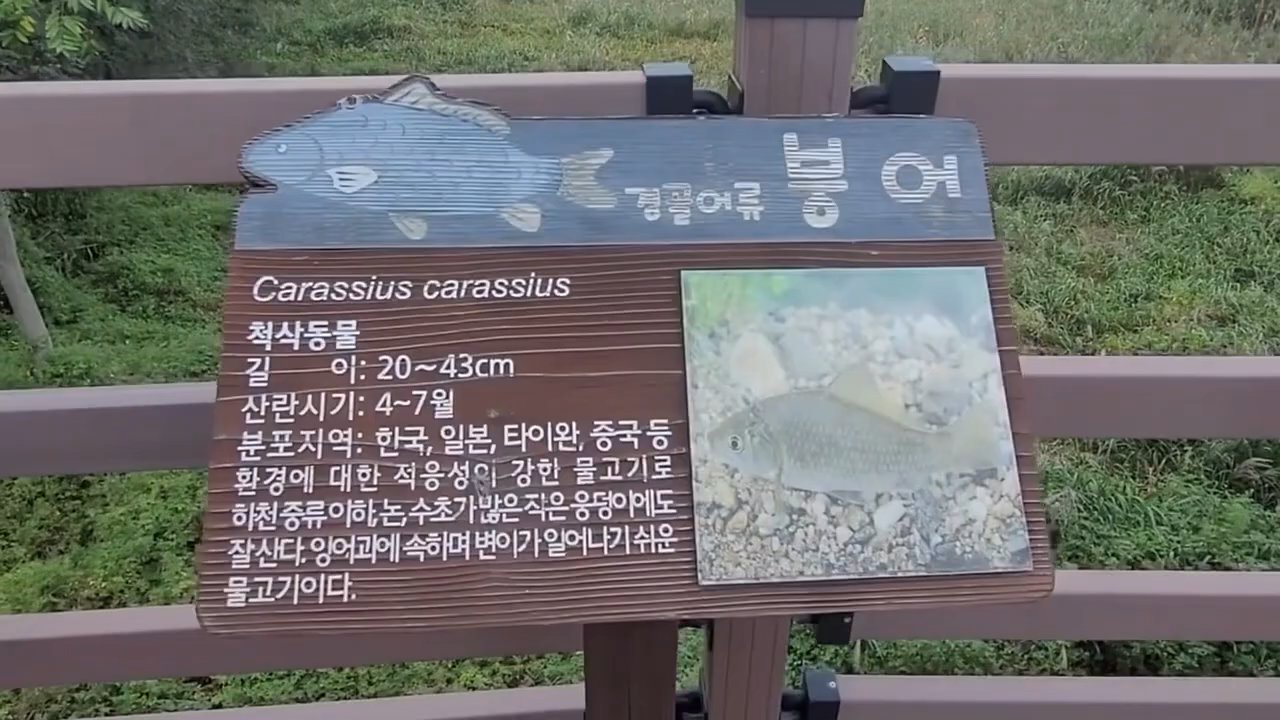 경골어류 붕어
Carassius carassius
척삭동물
길 이: 20~43cm
산란시기: 4~7월
분포지역: 한국, 일본, 타이완, 중국 등
환경에 대한 적응성이 강한 물고기로
하천 중류 이하, 논, 수초가 많은 작은 웅덩이에도
잘 산다. 잉어과에 속하며 변이가 일어나기 쉬운
물고기이다.